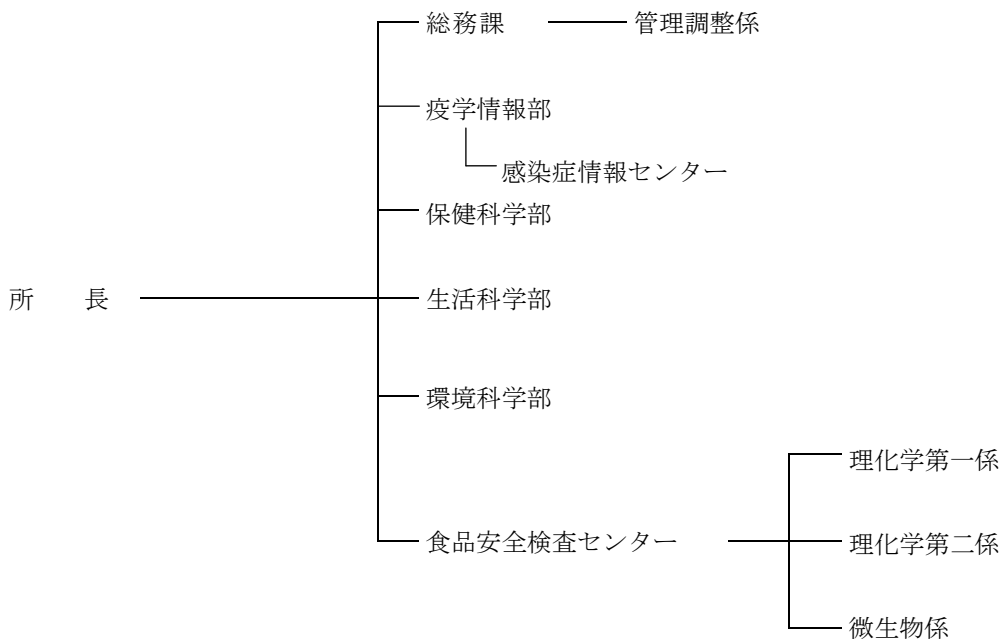 総務課 管理調整係
疫学情報部
感染症情報センター
保健科学部
所 長 生活科学部
環境科学部
理化学第一係
食品安全検査センター 理化学第二係
微生物係